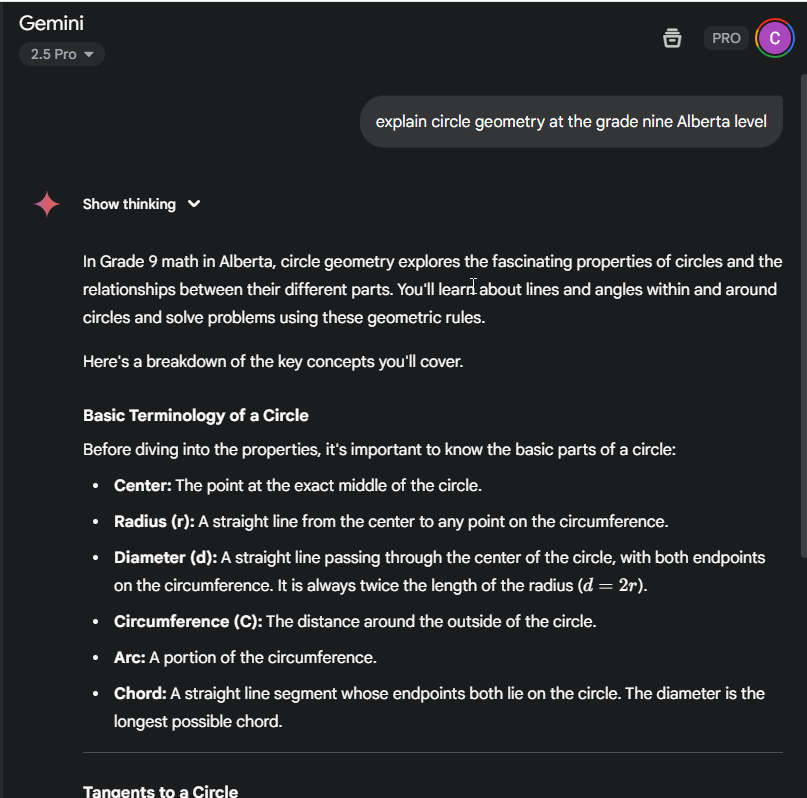 Gemini
2.5 Pro
PRO
C
explain circle geometry at the grade nine Alberta level
Show thinking
In Grade 9 math in Alberta, circle geometry explores the fascinating properties of circles and the
relationships between their different parts. You'll learn about lines and angles within and around
circles and solve problems using these geometric rules.
Here's a breakdown of the key concepts you'll cover.
Basic Terminology of a Circle
Before diving into the properties, it's important to know the basic parts of a circle:
• Center: The point at the exact middle of the circle.
• Radius (r): A straight line from the center to any point on the circumference.
• Diameter (d): A straight line passing through the center of the circle, with both endpoints
on the circumference. It is always twice the length of the radius (d = 2r).
• Circumference (C): The distance around the outside of the circle.
• Arc: A portion of the circumference.
• Chord: A straight line segment whose endpoints both lie on the circle. The diameter is the
longest possible chord.
Tangents to a Circle